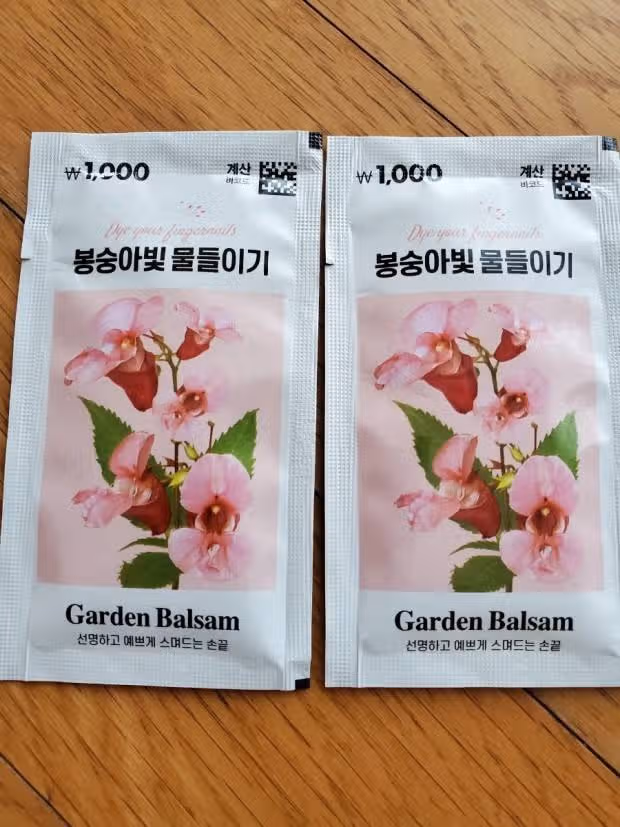 ₩1,000
계산
바코드
Dye your fingernails
봉숭아빛 물들이기
Garden Balsam
선명하고 예쁘게 스며드는 손끝
₩1,000
계산
바코드
Dye your fingernails
봉숭아빛 물들이기
Garden Balsam
선명하고 예쁘게 스며드는 손끝